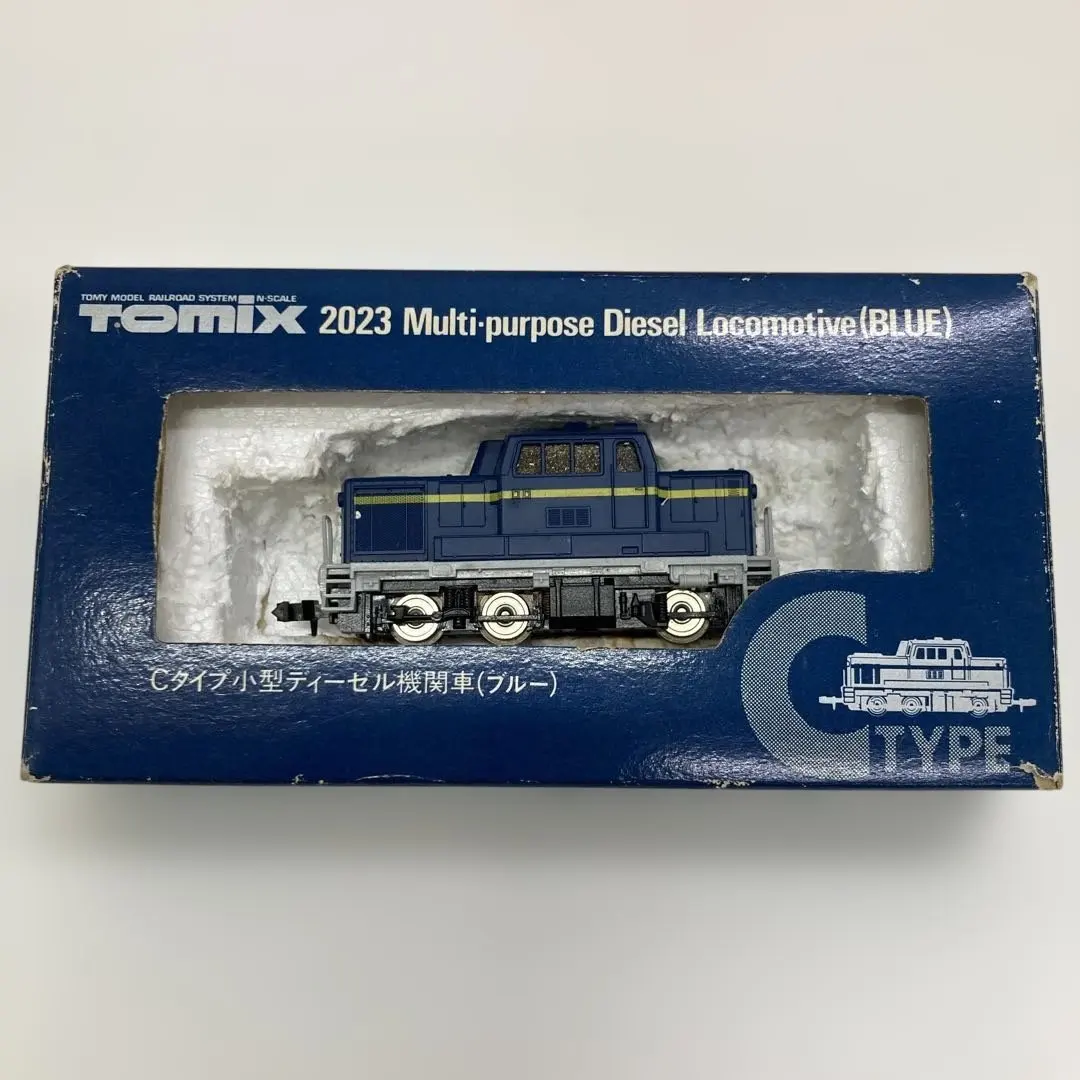 TOMY MODEL RAILROAD SYSTEM N-SCALE
TOMIX 2023 Multi-purpose Diesel Locomotive(BLUE)
Cタイプ小型ディーゼル機関車(ブルー)
C TYPE